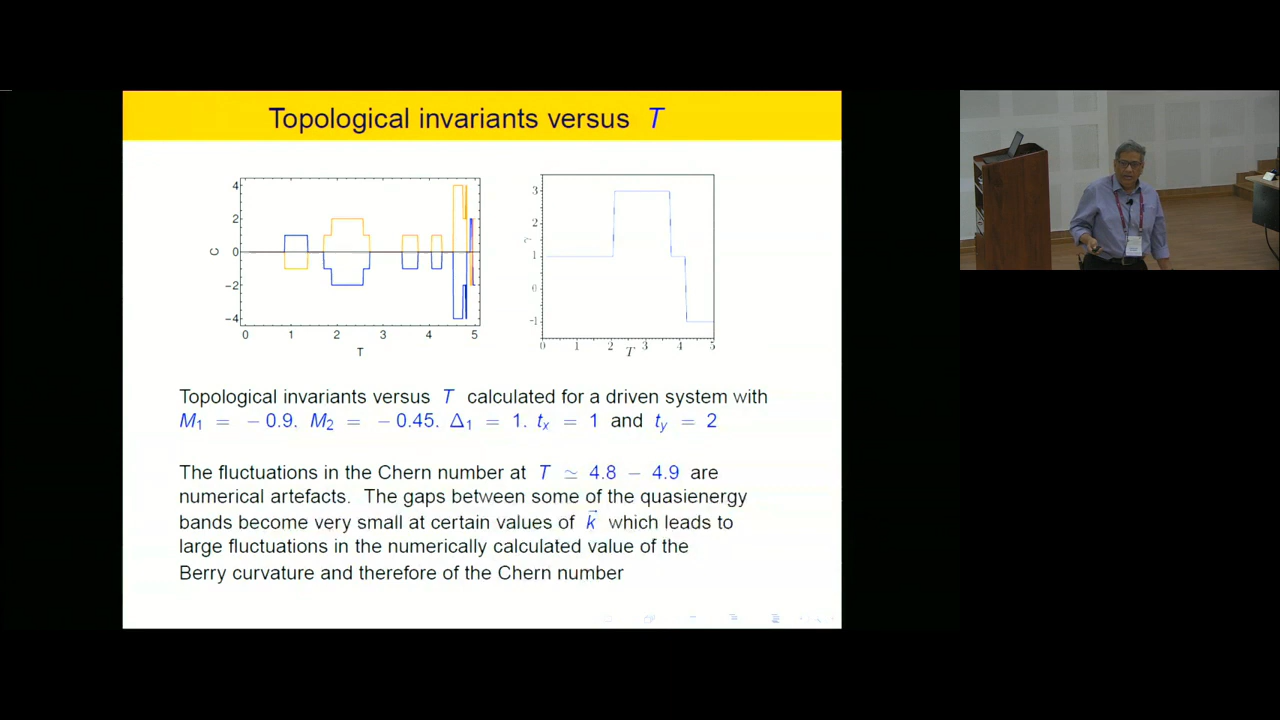 Topological invariants versus T
4
2
0
−2
−4
C
0 1 2 3 4 5
T
3
2
1
0
-1
γ
0 1 2 3 4 5
T
Topological invariants versus T calculated for a driven system with
M₁ = − 0.9. M₂ = − 0.45. Δ₁ = 1. tₓ = 1 and t_y = 2
The fluctuations in the Chern number at T ≃ 4.8 − 4.9 are
numerical artefacts. The gaps between some of the quasienergy
bands become very small at certain values of k⃗ which leads to
large fluctuations in the numerically calculated value of the
Berry curvature and therefore of the Chern number